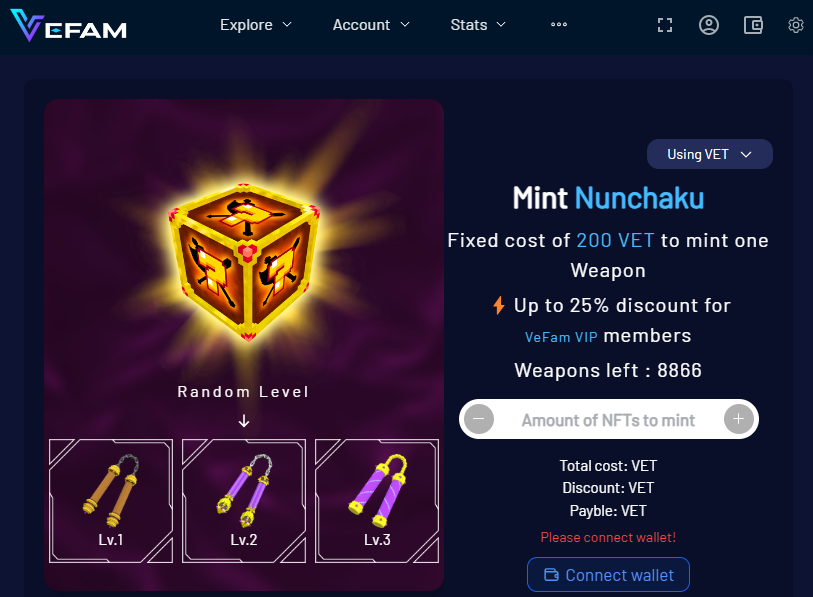 VEFAM
Explore
Account
Stats
Using VET
Mint Nunchaku
Fixed cost of 200 VET to mint one
Weapon
Up to 25% discount for
VeFam VIP members
Weapons left : 8866
Amount of NFTs to mint
Total cost: VET
Discount: VET
Payble: VET
Please connect wallet!
Connect wallet
Random Level
Lv.1
Lv.2
Lv.3